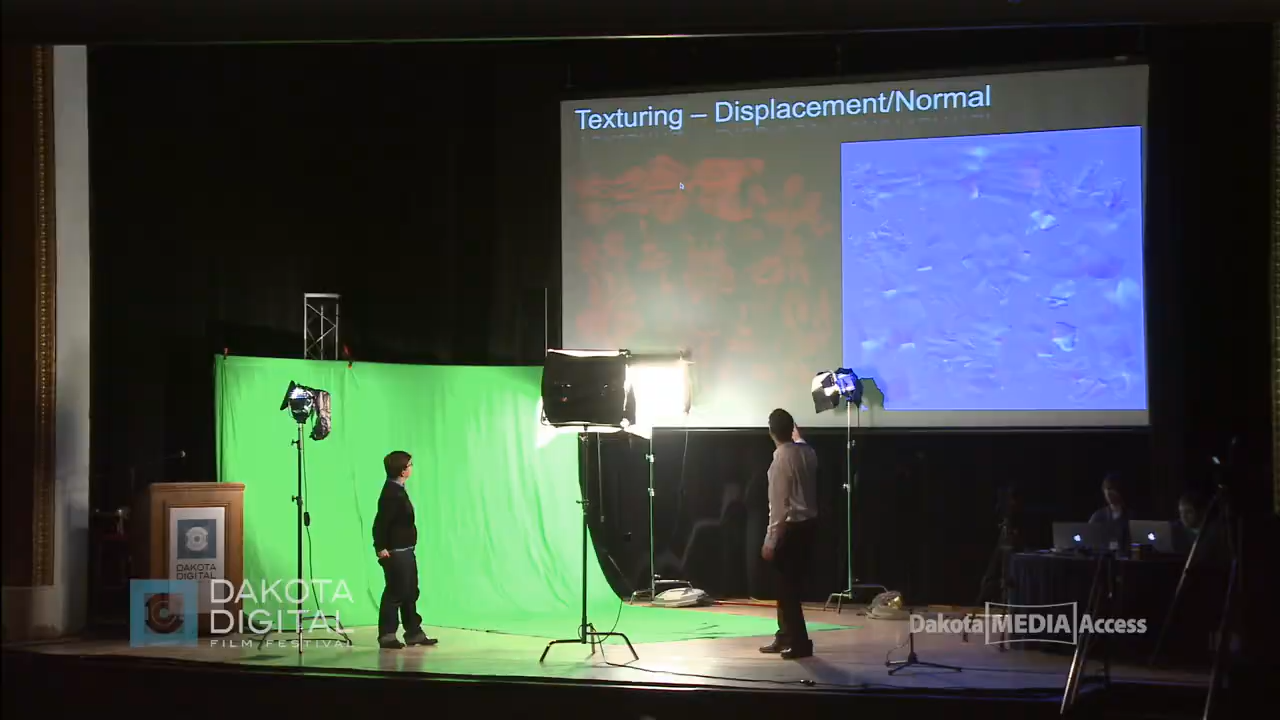 Texturing – Displacement/Normal
DAKOTA
DIGITAL
DAKOTA
DIGITAL
FILM FESTIVAL
Dakota MEDIA Access